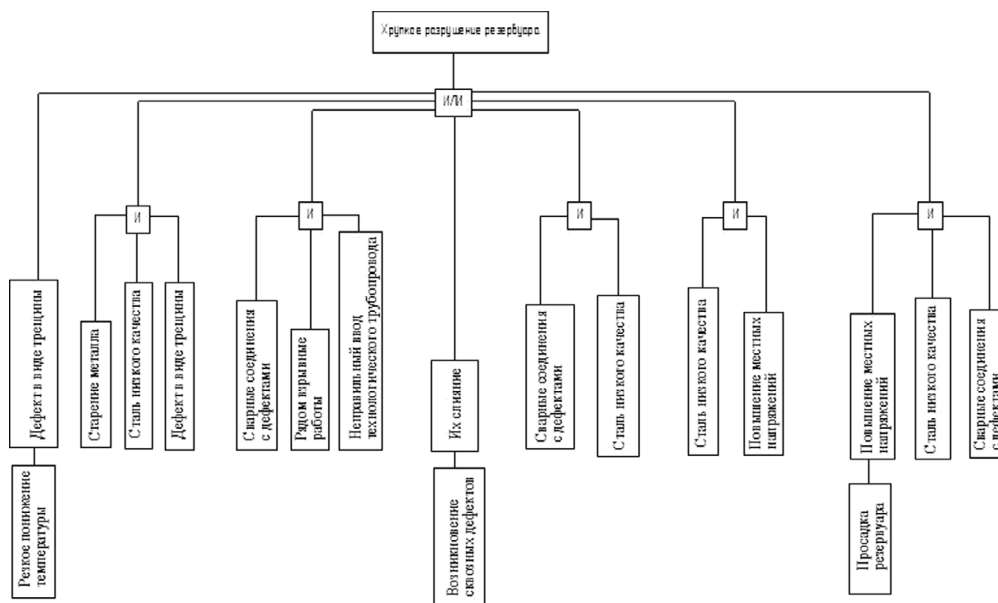 Хрупкое разрушение резервуара.
И/И
И
И
И
И
И
Дефект в виде трещины
Резкое понижение
температуры
Старение металла
Сталь низкого качества
Дефект в виде трещины
Сварные соединения
с дефектами
Рядом взрывные
работы
Неправильный ввод
технологического трубопровода
Их слияние
Возникновение
сквозных дефектов
Сварные соединения
с дефектами
Сталь низкого качества
Сталь низкого качества
Повышение местных
напряжений
Повышение местных
напряжений
Просадка
резервуара
Сталь низкого качества
Сварные соединения
с дефектами